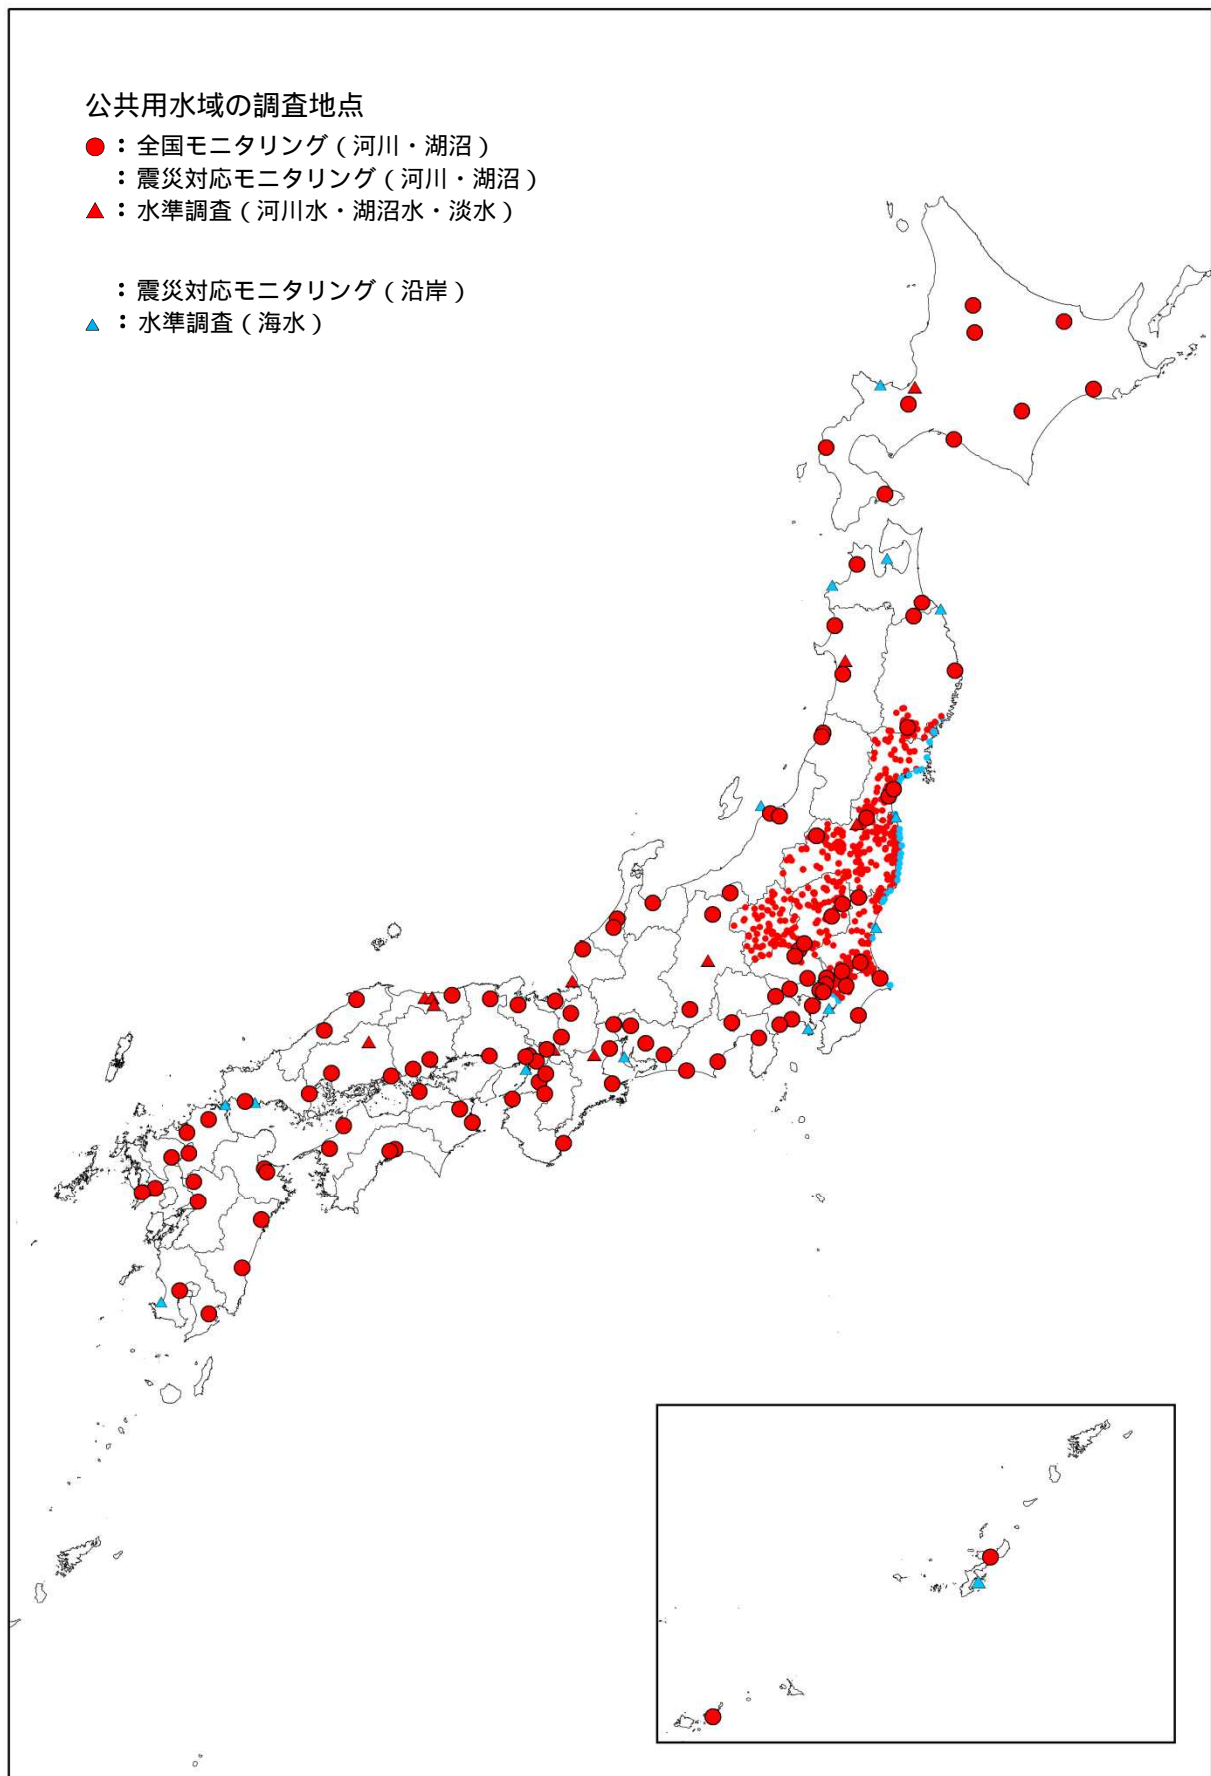 公共用水域の調査地点
：全国モニタリング（河川・湖沼）
：震災対応モニタリング（河川・湖沼）
：水準調査（河川水・湖沼水・淡水）
：震災対応モニタリング（沿岸）
：水準調査（海水）